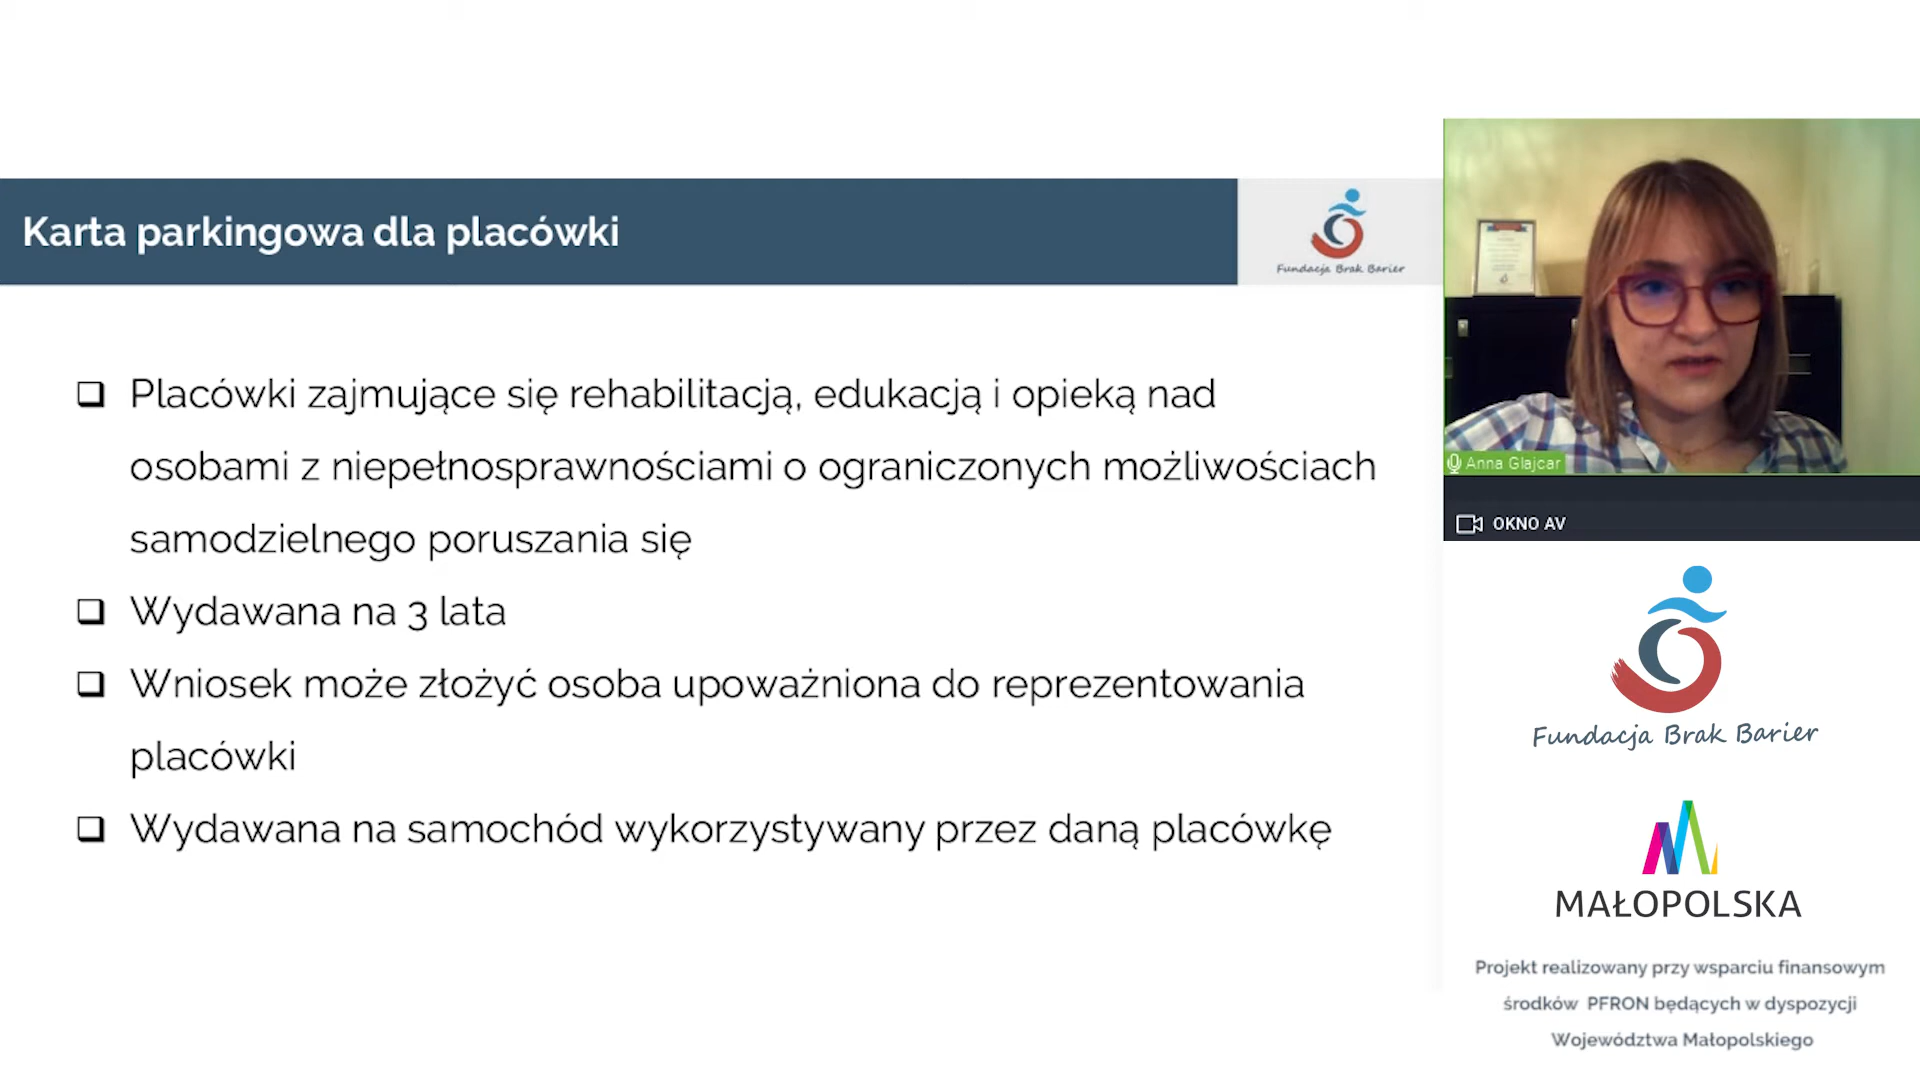 Karta parkingowa dla placówki
Fundacja Brak Barier
Placówki zajmujące się rehabilitacją, edukacją i opieką nad
osobami z niepełnosprawnościami o ograniczonych możliwościach
samodzielnego poruszania się
Wydawana na 3 lata
Wniosek może złożyć osoba upoważniona do reprezentowania
placówki
Wydawana na samochód wykorzystywany przez daną placówkę
Anna Glajcar
OKNO AV
Fundacja Brak Barier
MAŁOPOLSKA
Projekt realizowany przy wsparciu finansowym
środków PFRON będących w dyspozycji
Województwa Małopolskiego